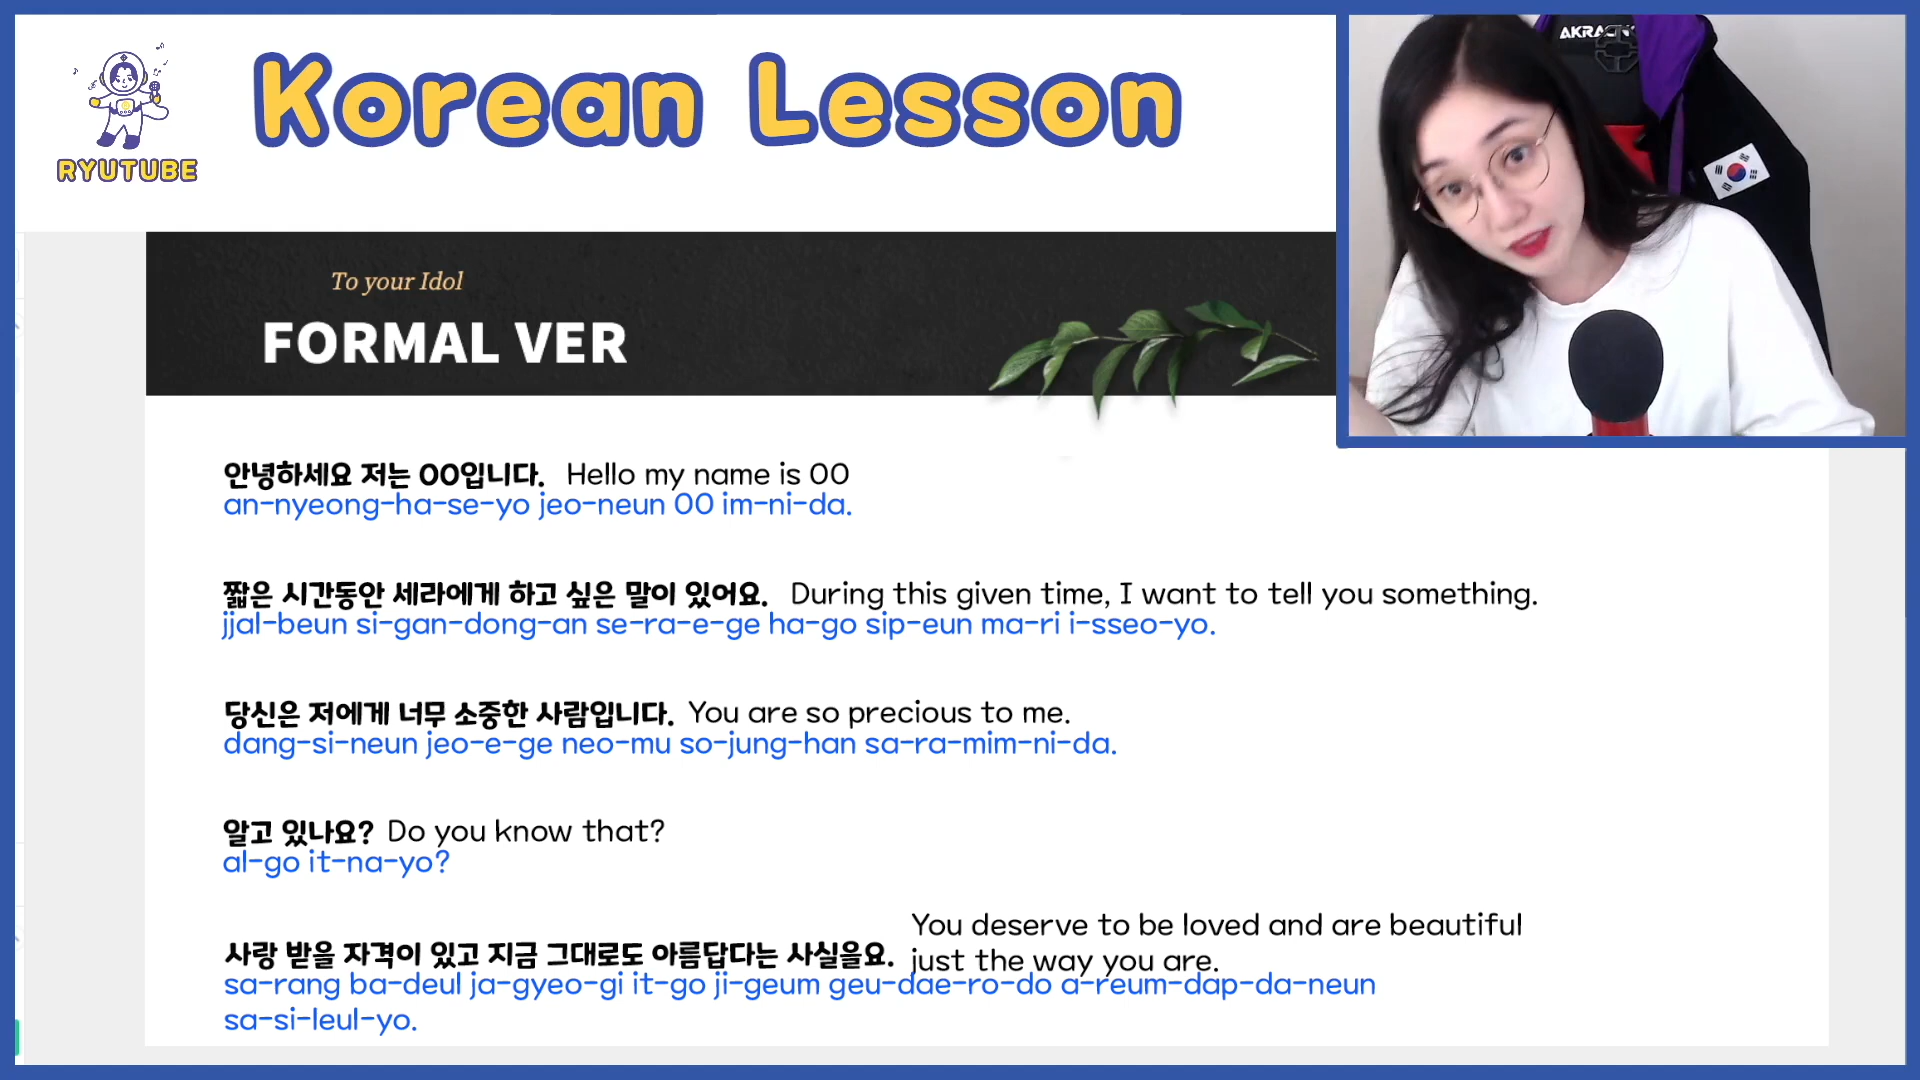 RYUTUBE
Korean Lesson
AKRACING
To your Idol
FORMAL VER
안녕하세요 저는 OO입니다. Hello my name is OO
an-nyeong-ha-se-yo jeo-neun OO im-ni-da.
짧은 시간동안 세라에게 하고 싶은 말이 있어요. During this given time, I want to tell you something.
jjal-beun si-gan-dong-an se-ra-e-ge ha-go sip-eun ma-ri i-sseo-yo.
당신은 저에게 너무 소중한 사람입니다. You are so precious to me.
dang-si-neun jeo-e-ge neo-mu so-jung-han sa-ra-mim-ni-da.
알고 있나요? Do you know that?
al-go it-na-yo?
사랑 받을 자격이 있고 지금 그대로도 아름답다는 사실을요. You deserve to be loved and are beautiful
just the way you are.
sa-rang ba-deul ja-gyeo-gi it-go ji-geum geu-dae-ro-do a-reum-dap-da-neun
sa-si-leul-yo.